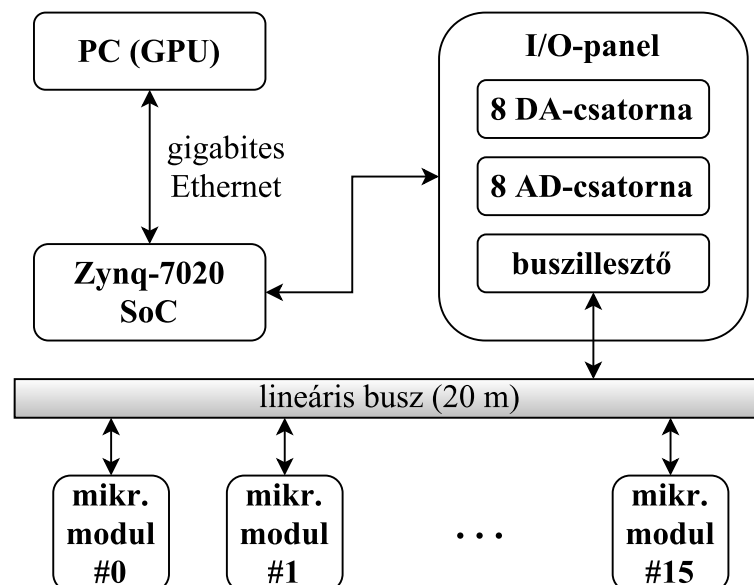 PC (GPU)
gigabites
Ethernet
Zynq-7020
SoC
I/O-panel
8 DA-csatorna
8 AD-csatorna
buszillesztő
lineáris busz (20 m)
mikr.
modul
#0
mikr.
modul
#1
. . .
mikr.
modul
#15